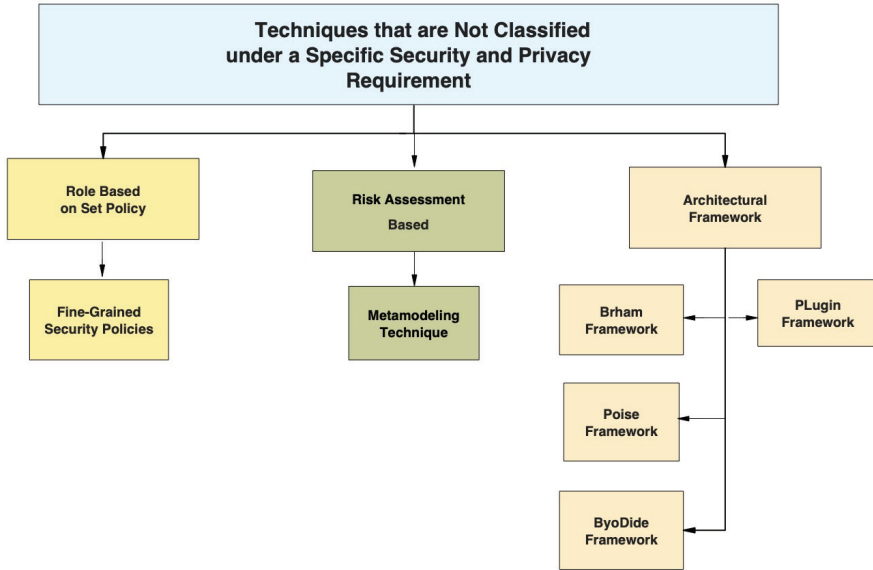 Techniques that are Not Classified
under a Specific Security and Privacy
Requirement
Role Based
on Set Policy
Risk Assessment
Based
Architectural
Framework
Fine-Grained
Security Policies
Metamodeling
Technique
Brham
Framework
PLugin
Framework
Poise
Framework
ByoDide
Framework